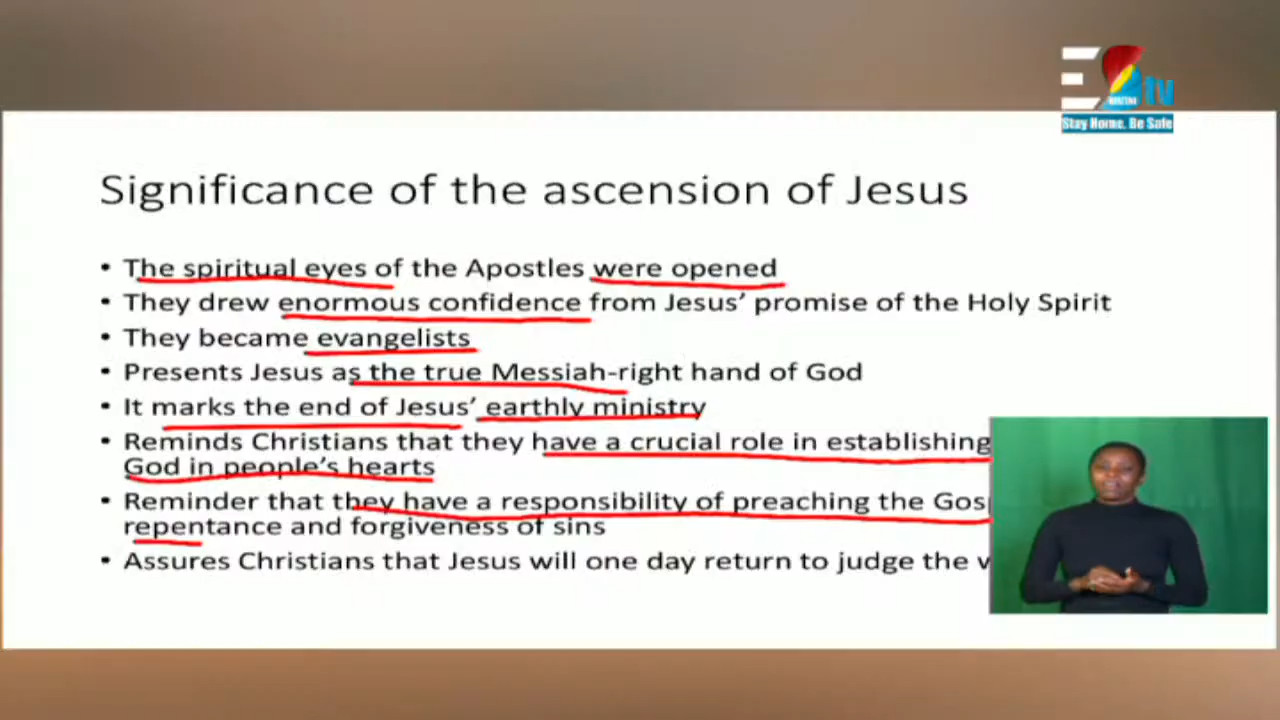 tv
Stay Home, Be Safe
Significance of the ascension of Jesus
• The spiritual eyes of the Apostles were opened
• They drew enormous confidence from Jesus' promise of the Holy Spirit
• They became evangelists
• Presents Jesus as the true Messiah-right hand of God
• It marks the end of Jesus' earthly ministry
• Reminds Christians that they have a crucial role in establishing
God in people's hearts
• Reminder that they have a responsibility of preaching the Gos
repentance and forgiveness of sins
• Assures Christians that Jesus will one day return to judge the